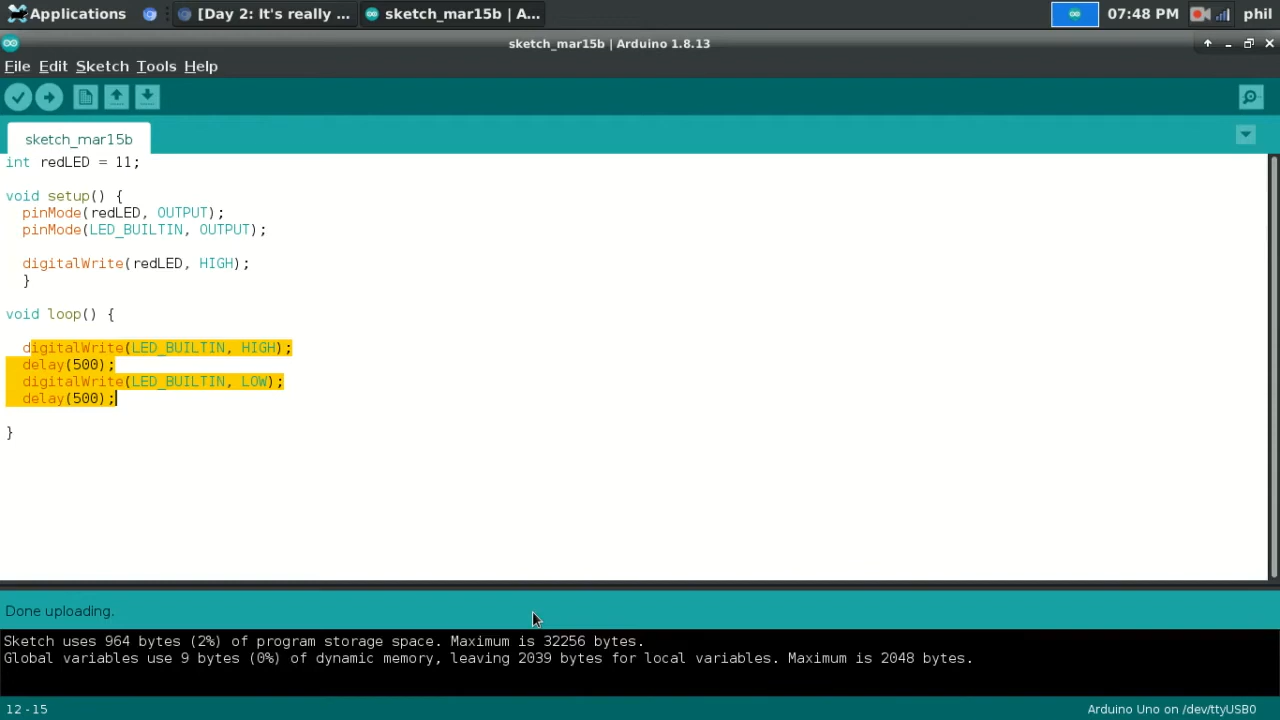 Applications
[Day 2: It's really ...
sketch_mar15b | A...
07:48 PM
phil
sketch_mar15b | Arduino 1.8.13
File Edit Sketch Tools Help
sketch_mar15b
int redLED = 11;
void setup() {
pinMode(redLED, OUTPUT);
pinMode(LED_BUILTIN, OUTPUT);
digitalWrite(redLED, HIGH);
}
void loop() {
digitalWrite(LED_BUILTIN, HIGH);
delay(500);
digitalWrite(LED_BUILTIN, LOW);
delay(500);
}
Done uploading.
Sketch uses 964 bytes (2%) of program storage space. Maximum is 32256 bytes.
Global variables use 9 bytes (0%) of dynamic memory, leaving 2039 bytes for local variables. Maximum is 2048 bytes.
12 - 15
Arduino Uno on /dev/ttyUSB0